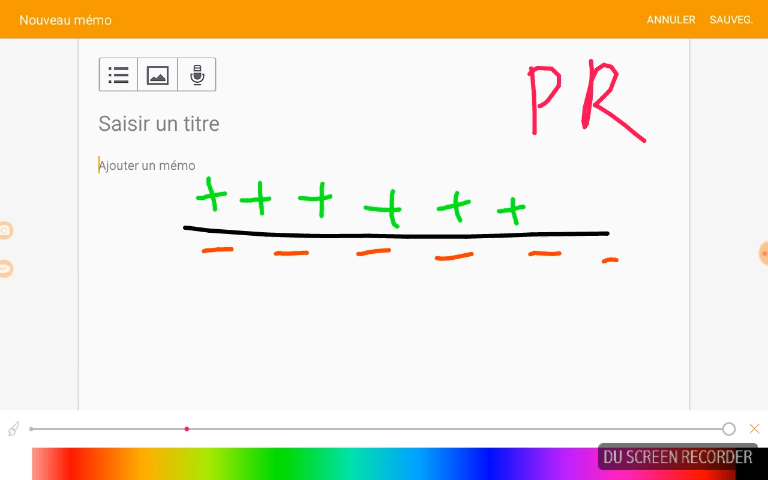 Nouveau mémo ANNULER SAUVEG.
PR
Saisir un titre
Ajouter un mémo
+ + + + + +
- - - - - -
DU SCREEN RECORDER